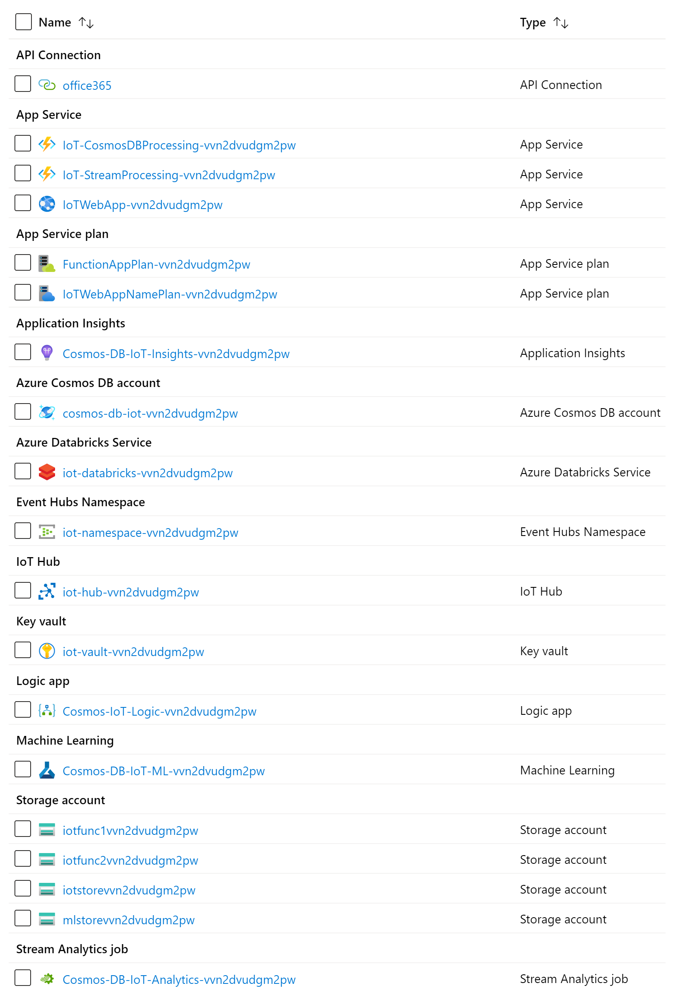 Name ↑↓ Type ↑↓
API Connection
office365 API Connection
App Service
IoT-CosmosDBProcessing-vvn2dvudgm2pw App Service
IoT-StreamProcessing-vvn2dvudgm2pw App Service
IoTWebApp-vvn2dvudgm2pw App Service
App Service plan
FunctionAppPlan-vvn2dvudgm2pw App Service plan
IoTWebAppNamePlan-vvn2dvudgm2pw App Service plan
Application Insights
Cosmos-DB-IoT-Insights-vvn2dvudgm2pw Application Insights
Azure Cosmos DB account
cosmos-db-iot-vvn2dvudgm2pw Azure Cosmos DB account
Azure Databricks Service
iot-databricks-vvn2dvudgm2pw Azure Databricks Service
Event Hubs Namespace
iot-namespace-vvn2dvudgm2pw Event Hubs Namespace
IoT Hub
iot-hub-vvn2dvudgm2pw IoT Hub
Key vault
iot-vault-vvn2dvudgm2pw Key vault
Logic app
Cosmos-IoT-Logic-vvn2dvudgm2pw Logic app
Machine Learning
Cosmos-DB-IoT-ML-vvn2dvudgm2pw Machine Learning
Storage account
iotfunc1vvn2dvudgm2pw Storage account
iotfunc2vvn2dvudgm2pw Storage account
iotstorevvn2dvudgm2pw Storage account
mlstorevvn2dvudgm2pw Storage account
Stream Analytics job
Cosmos-DB-IoT-Analytics-vvn2dvudgm2pw Stream Analytics job